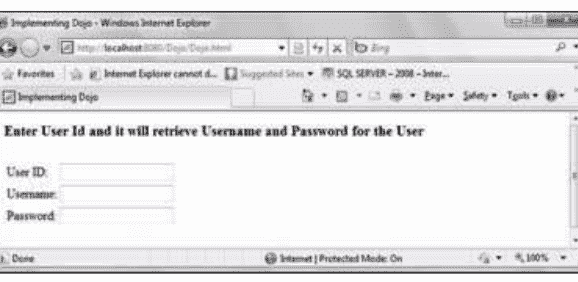 Implementing Dojo - Windows Internet Explorer
http://localhost:8080/Dojo/Dojo.html
Bing
Favorites Internet Explorer cannot d... Suggested Sites SQL SERVER - 2008 - Inter...
Implementing Dojo Page Safety Tools
Enter User Id and it will retrieve Username and Password for the User
User ID:
Username:
Password
Done Internet | Protected Mode: On 100%